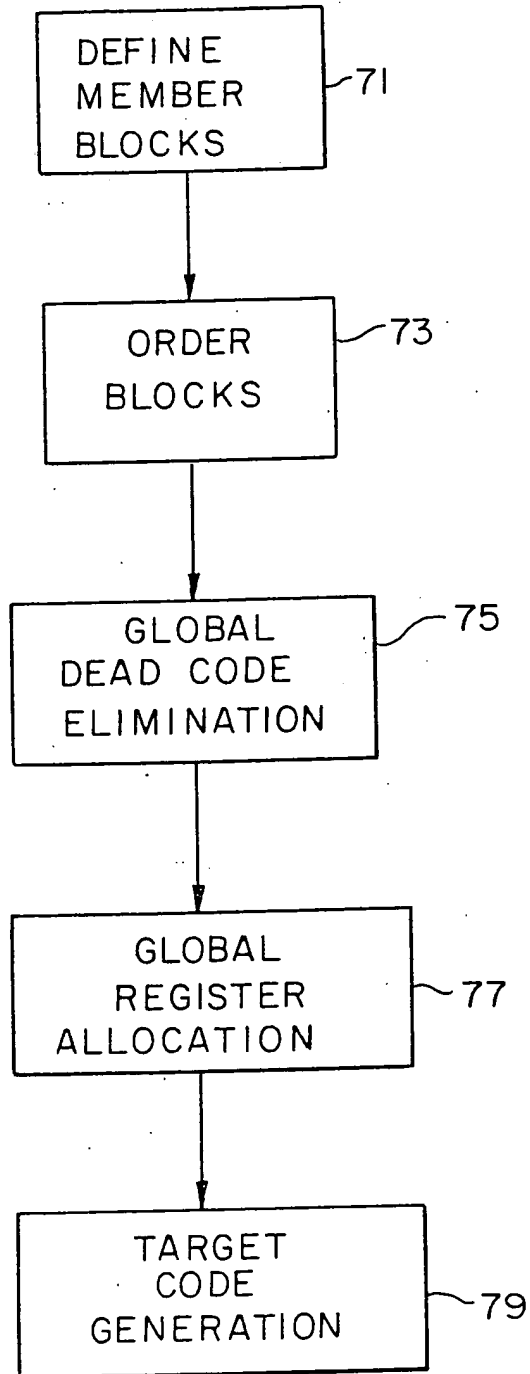 DEFINE
MEMBER
BLOCKS
71
ORDER
BLOCKS
73
GLOBAL
DEAD CODE
ELIMINATION
75
GLOBAL
REGISTER
ALLOCATION
77
TARGET
CODE
GENERATION
79